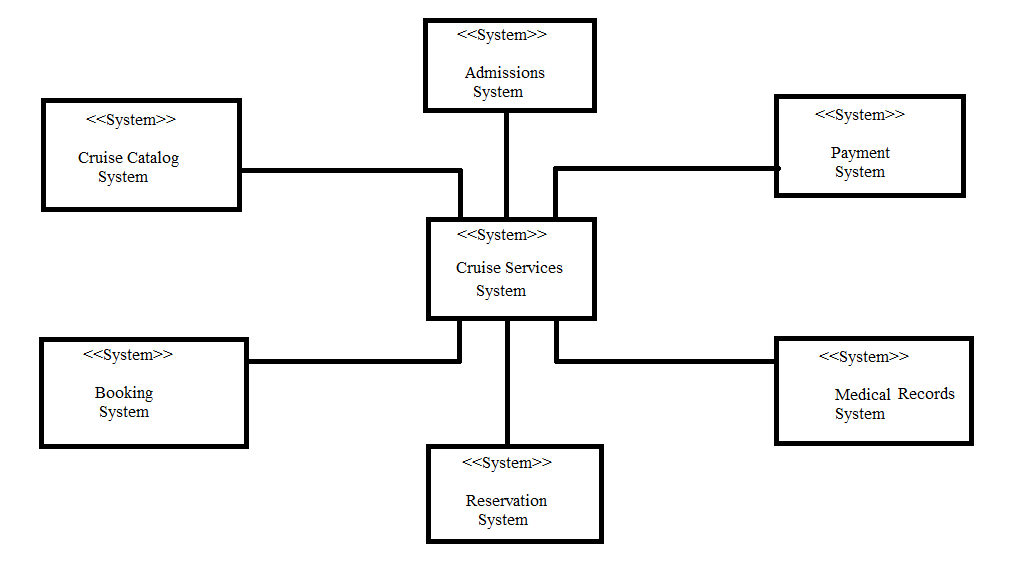 <<System>>
Admissions
System
<<System>>
Cruise Catalog
System
<<System>>
Payment
System
<<System>>
Cruise Services
System
<<System>>
Booking
System
<<System>>
Medical Records
System
<<System>>
Reservation
System